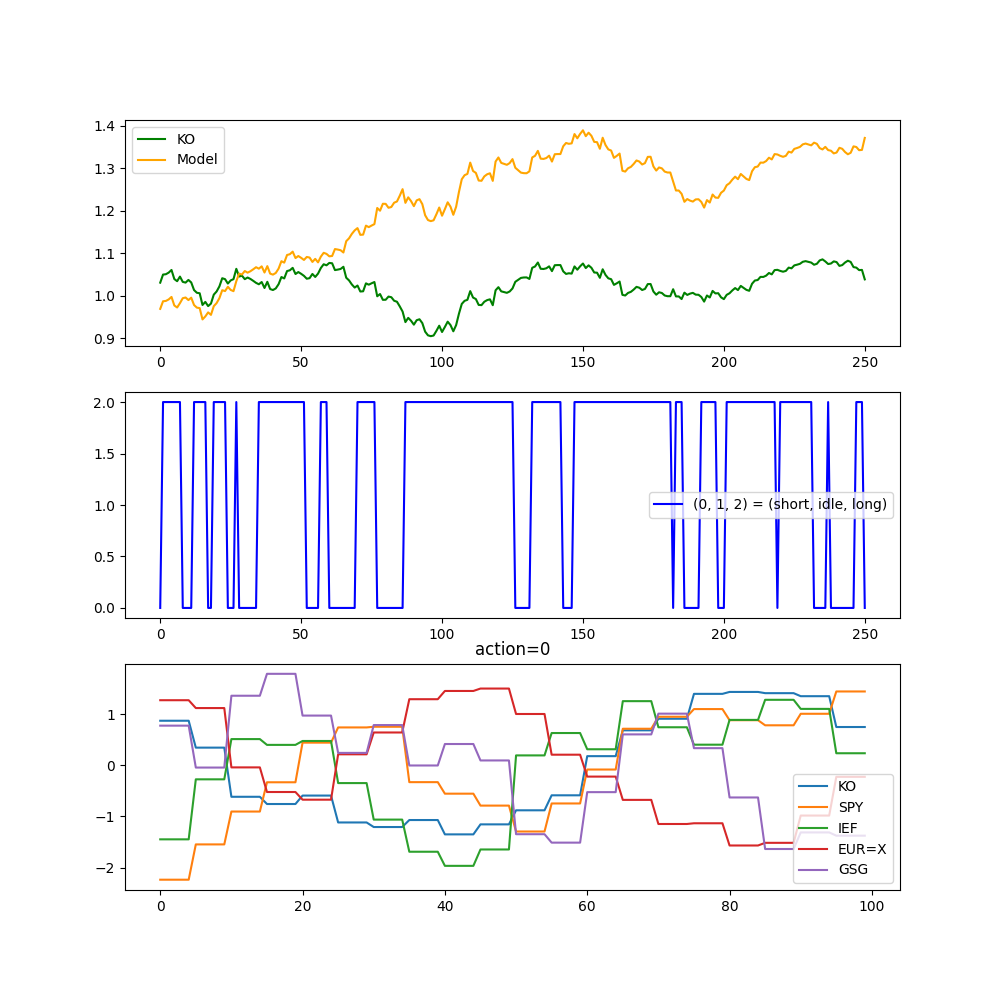 1.4
1.3
1.2
1.1
1.0
0.9
KO
Model
0 50 100 150 200 250
2.0
1.5
1.0
0.5
0.0
(0, 1, 2) = (short, idle, long)
0 50 100 150 200 250
action=0
1
0
−1
−2
KO
SPY
IEF
EUR=X
GSG
0 20 40 60 80 100